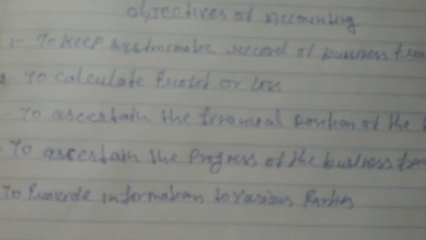 Objectives of Accounting
1- To keep systematic record of business
2 To calculate Profit or Loss
- To ascertain the financial position of the
- To ascertain the Progress of the business from
To Provide information to various Parties